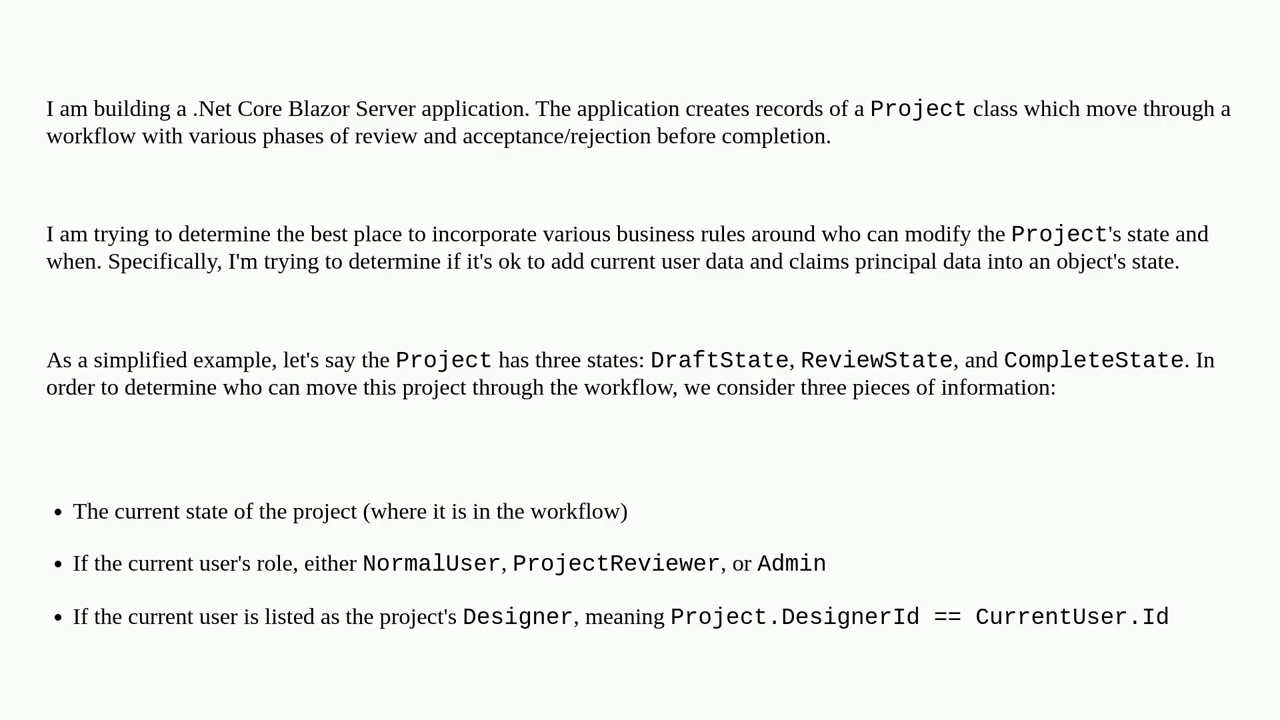 I am building a .Net Core Blazor Server application. The application creates records of a Project class which move through a
workflow with various phases of review and acceptance/rejection before completion.
I am trying to determine the best place to incorporate various business rules around who can modify the Project's state and
when. Specifically, I'm trying to determine if it's ok to add current user data and claims principal data into an object's state.
As a simplified example, let's say the Project has three states: DraftState, ReviewState, and CompleteState. In
order to determine who can move this project through the workflow, we consider three pieces of information:
• The current state of the project (where it is in the workflow)
• If the current user's role, either NormalUser, ProjectReviewer, or Admin
• If the current user is listed as the project's Designer, meaning Project.DesignerId == CurrentUser.Id